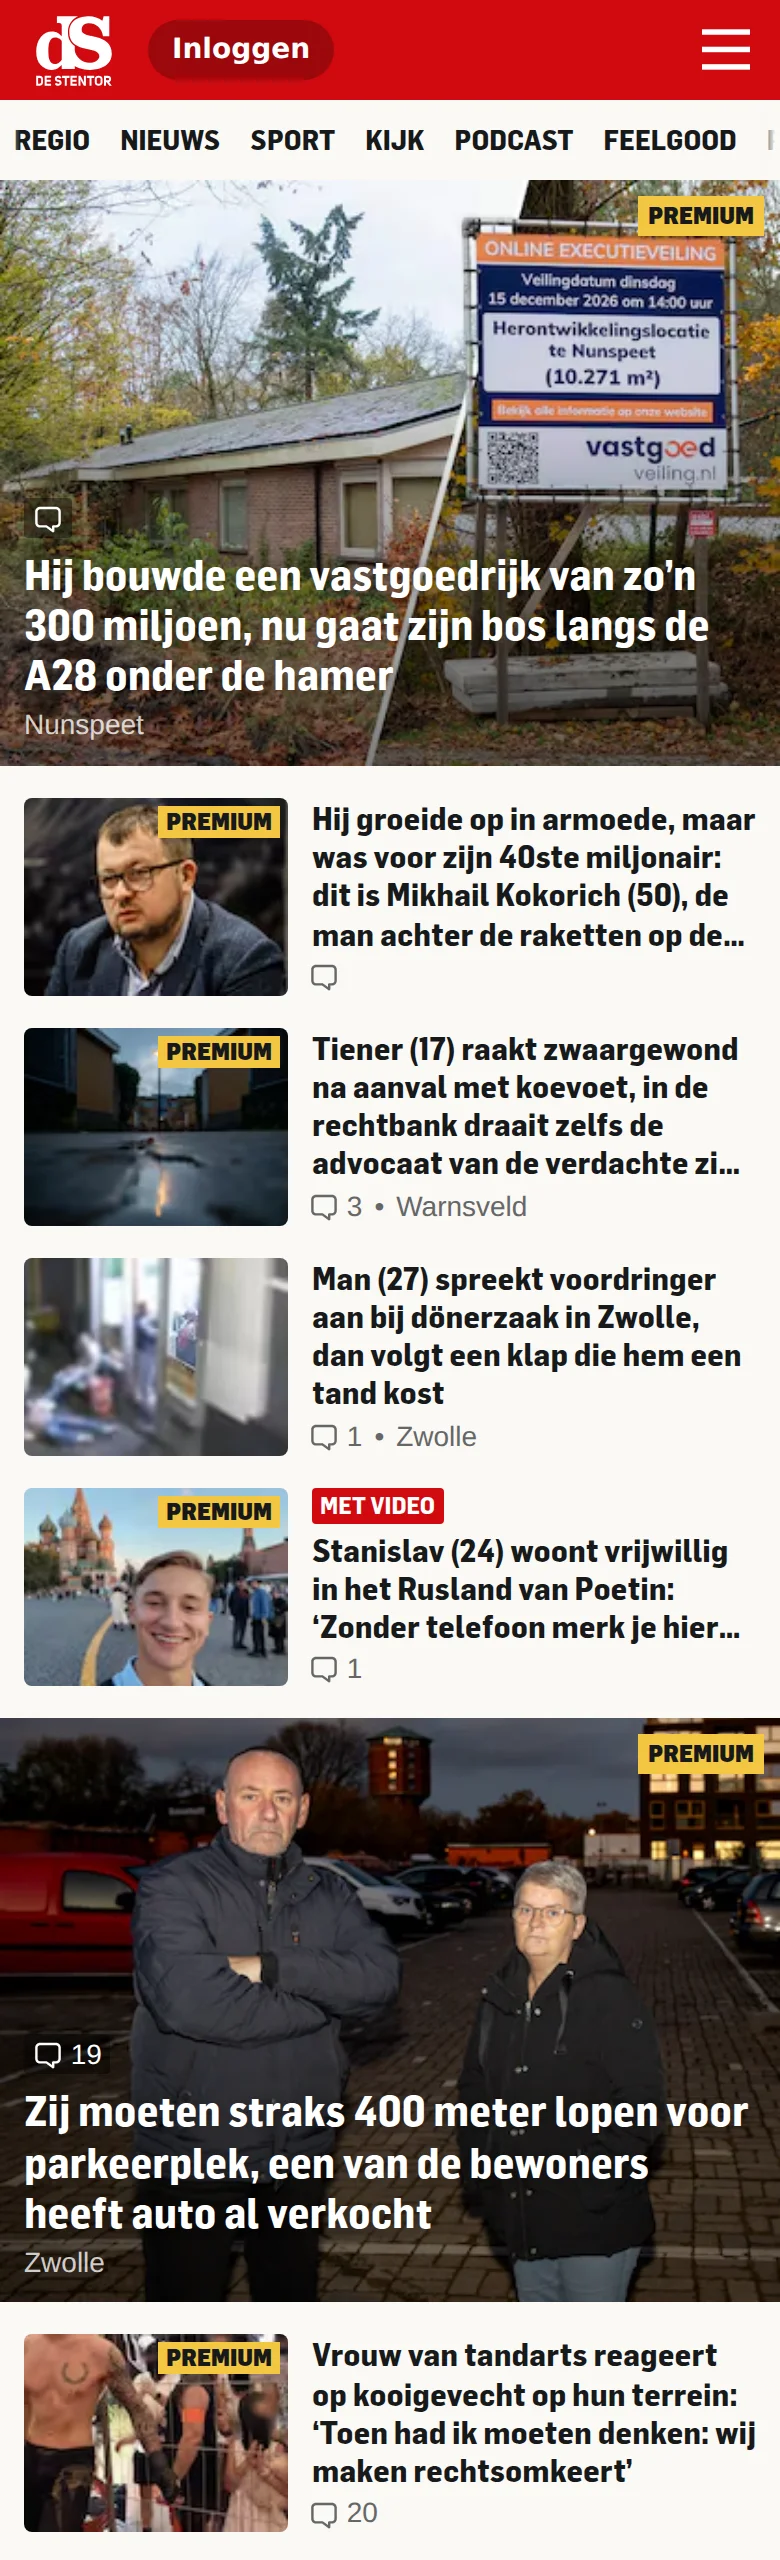 dS
DE STENTOR
Inloggen
REGIO NIEUWS SPORT KIJK PODCAST FEELGOOD
PREMIUM
ONLINE EXECUTIEVEILING
Veilingdatum dinsdag
15 december 2026 om 14:00 uur
Herontwikkelingslocatie
te Nunspeet
(10.271 m²)
Bekijk alle informatie op onze website
vastgoed
veiling.nl
Hij bouwde een vastgoedrijk van zo’n
300 miljoen, nu gaat zijn bos langs de
A28 onder de hamer
Nunspeet
PREMIUM
Hij groeide op in armoede, maar
was voor zijn 40ste miljonair:
dit is Mikhail Kokorich (50), de
man achter de raketten op de...
PREMIUM
Tiener (17) raakt zwaargewond
na aanval met koevoet, in de
rechtbank draait zelfs de
advocaat van de verdachte zi...
3 • Warnsveld
Man (27) spreekt voordringer
aan bij dönerzaak in Zwolle,
dan volgt een klap die hem een
tand kost
1 • Zwolle
PREMIUM
MET VIDEO
Stanislav (24) woont vrijwillig
in het Rusland van Poetin:
‘Zonder telefoon merk je hier...
1
PREMIUM
19
Zij moeten straks 400 meter lopen voor
parkeerplek, een van de bewoners
heeft auto al verkocht
Zwolle
PREMIUM
Vrouw van tandarts reageert
op kooigevecht op hun terrein:
‘Toen had ik moeten denken: wij
maken rechtsomkeert’
20